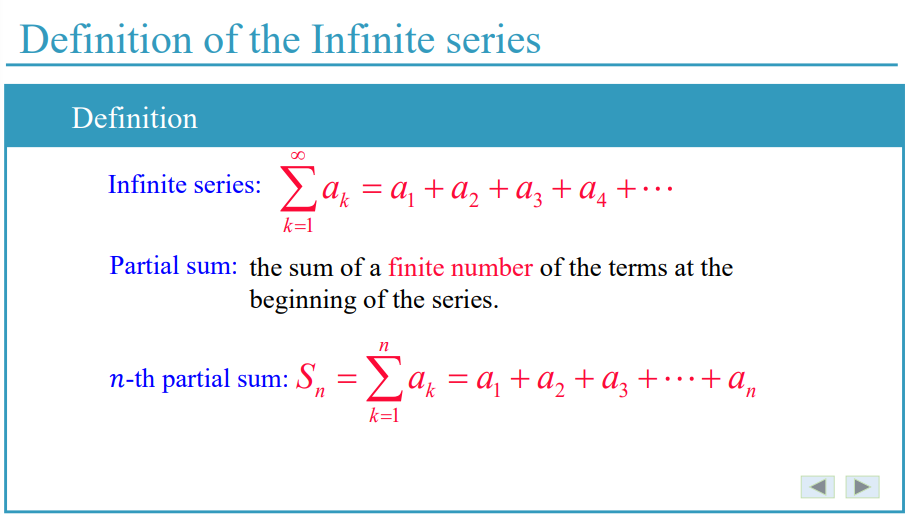 Definition of the Infinite series
Definition
Infinite series: $\sum_{k=1}^{\infty} a_k = a_1 + a_2 + a_3 + a_4 + \cdots$
Partial sum: the sum of a finite number of the terms at the
beginning of the series.
n-th partial sum: $S_n = \sum_{k=1}^{n} a_k = a_1 + a_2 + a_3 + \cdots + a_n$